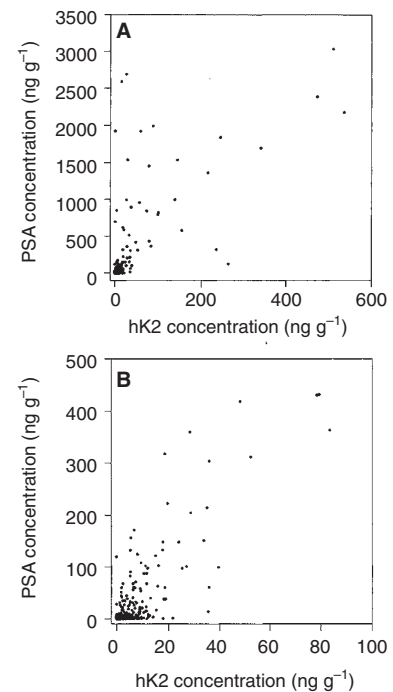 A
3500
3000
2500
2000
1500
1000
500
0
PSA concentration (ng g⁻¹)
0 200 400 600
hK2 concentration (ng g⁻¹)
B
500
400
300
200
100
0
PSA concentration (ng g⁻¹)
0 20 40 60 80 100
hK2 concentration (ng g⁻¹)